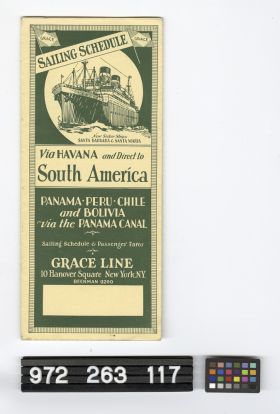 GRACE GRACE
SAILING SCHEDULE
New Sister Ships
SANTA BARBARA & SANTA MARIA
Via HAVANA and Direct to
South America
PANAMA · PERU · CHILE
and BOLIVIA
via the PANAMA CANAL
Sailing Schedule & Passenger Fares
GRACE LINE
10 Hanover Square New York, N.Y.
BEEKMAN 9200
972 263 117